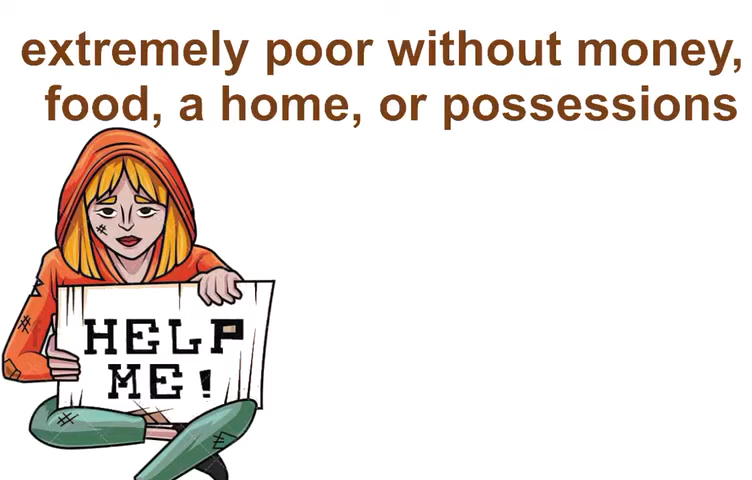 extremely poor without money,
food, a home, or possessions
HELP
ME!